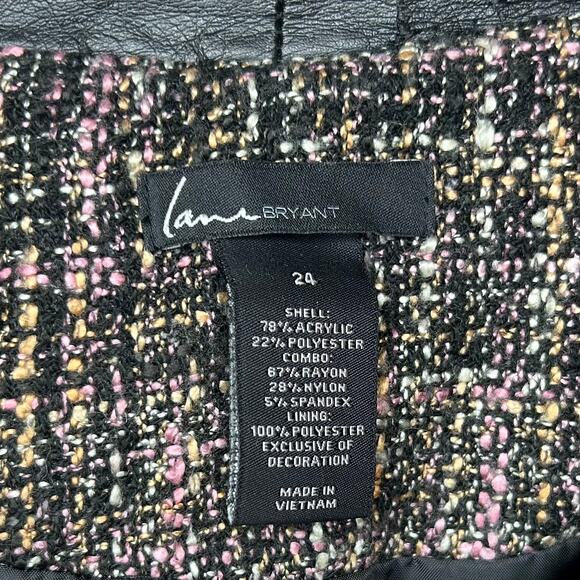 lane BRYANT
24
SHELL:
78% ACRYLIC
22% POLYESTER
COMBO:
67% RAYON
28% NYLON
5% SPANDEX
LINING:
100% POLYESTER
EXCLUSIVE OF
DECORATION
MADE IN
VIETNAM